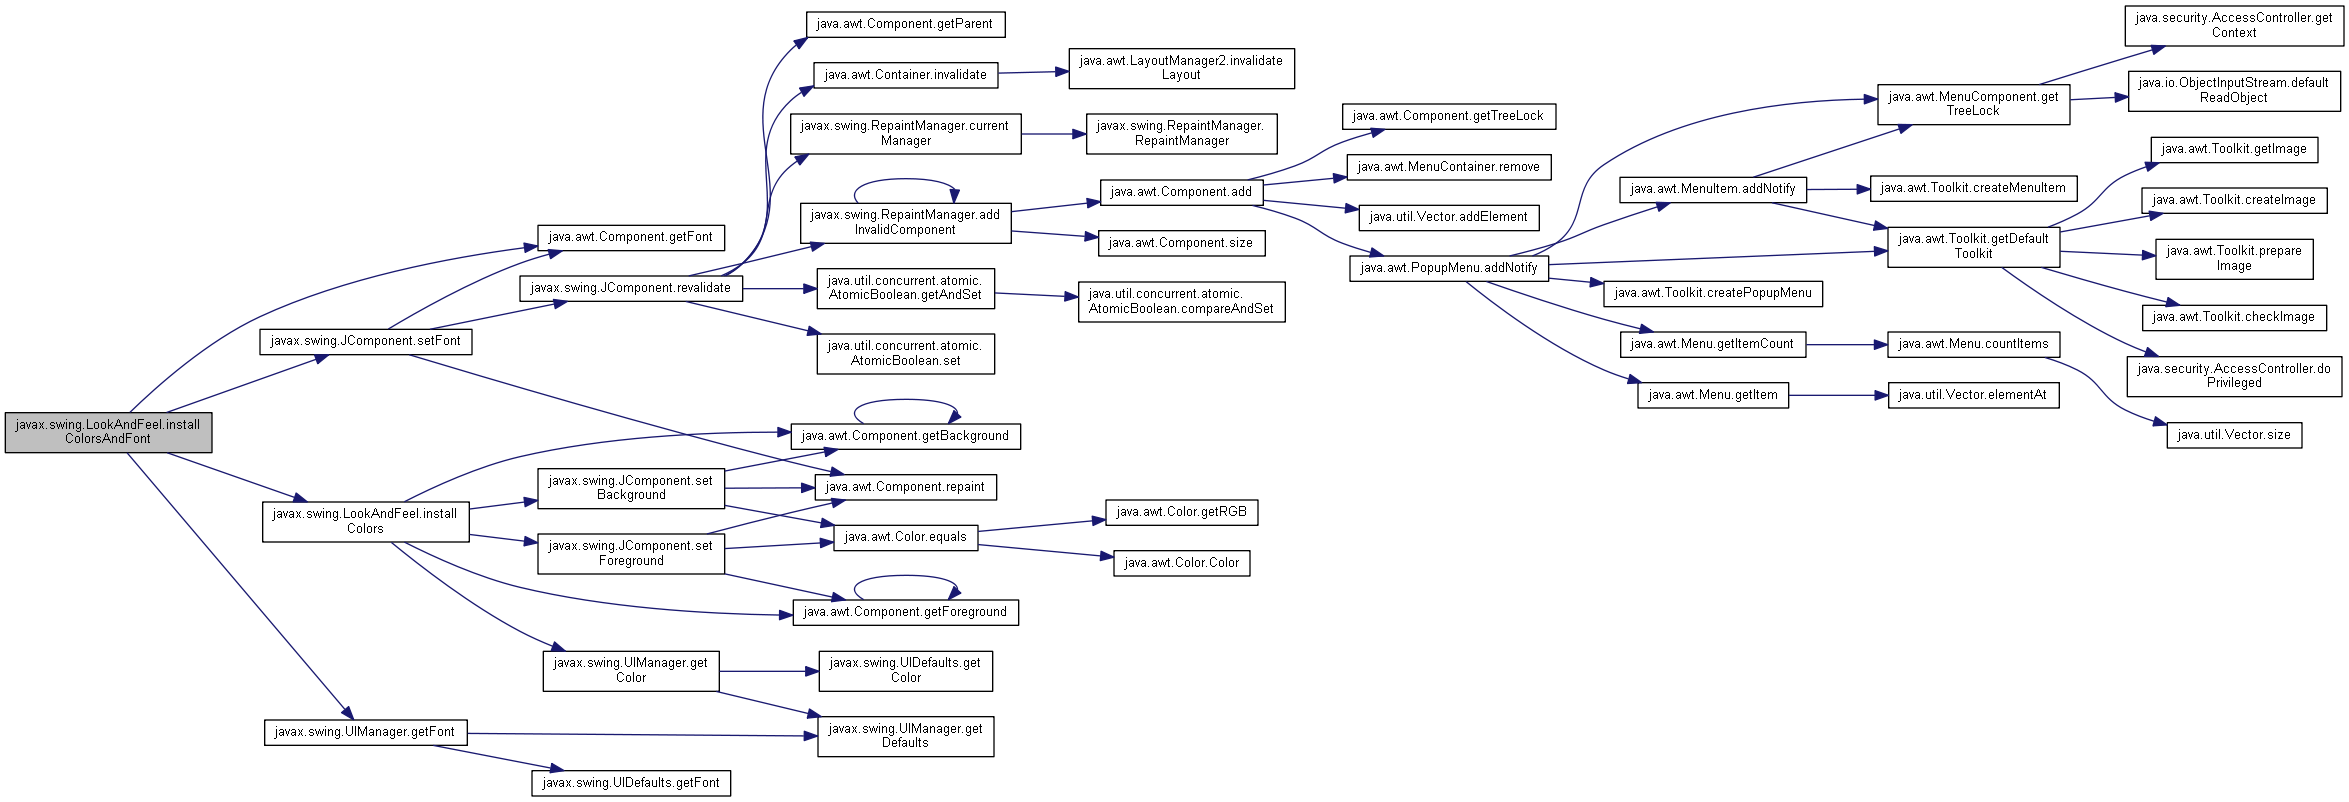 javax.swing.LookAndFeel.install
ColorsAndFont
java.awt.Component.getFont
javax.swing.JComponent.setFont
javax.swing.LookAndFeel.install
Colors
javax.swing.UIManager.getFont
javax.swing.JComponent.revalidate
javax.swing.JComponent.set
Background
javax.swing.JComponent.set
Foreground
javax.swing.UIManager.get
Color
javax.swing.UIDefaults.getFont
java.awt.Component.getParent
java.awt.Container.invalidate
javax.swing.RepaintManager.current
Manager
javax.swing.RepaintManager.add
InvalidComponent
java.util.concurrent.atomic.
AtomicBoolean.getAndSet
java.util.concurrent.atomic.
AtomicBoolean.set
java.awt.Component.getBackground
java.awt.Component.repaint
java.awt.Color.equals
java.awt.Component.getForeground
javax.swing.UIDefaults.get
Color
javax.swing.UIManager.get
Defaults
java.awt.LayoutManager2.invalidate
Layout
javax.swing.RepaintManager.
RepaintManager
java.awt.Component.add
java.awt.Component.size
java.util.concurrent.atomic.
AtomicBoolean.compareAndSet
java.awt.Color.getRGB
java.awt.Color.Color
java.awt.Component.getTreeLock
java.awt.MenuContainer.remove
java.util.Vector.addElement
java.awt.PopupMenu.addNotify
java.awt.MenuItem.addNotify
java.awt.Toolkit.createPopupMenu
java.awt.Menu.getItemCount
java.awt.Menu.getItem
java.awt.MenuComponent.get
TreeLock
java.awt.Toolkit.createMenuItem
java.awt.Toolkit.getDefault
Toolkit
java.awt.Menu.countItems
java.util.Vector.elementAt
java.security.AccessController.get
Context
java.io.ObjectInputStream.default
ReadObject
java.awt.Toolkit.getImage
java.awt.Toolkit.createImage
java.awt.Toolkit.prepare
Image
java.awt.Toolkit.checkImage
java.security.AccessController.do
Privileged
java.util.Vector.size